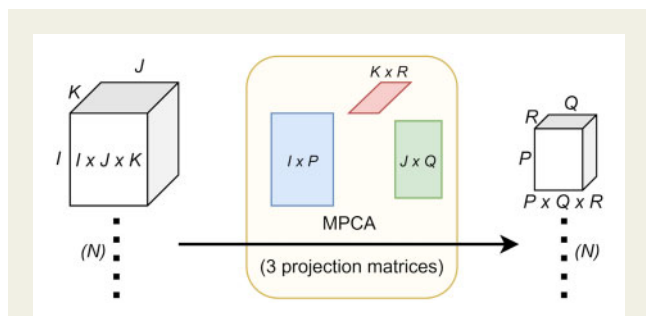 J
K
I
I x J x K
(N)
K x R
I x P
J x Q
MPCA
(3 projection matrices)
Q
R
P
P x Q x R
(N)